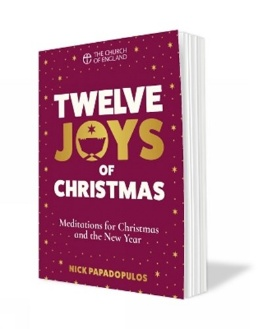 THE CHURCH
OF ENGLAND
TWELVE
JOYS
OF
CHRISTMAS
Meditations for Christmas
and the New Year
NICK PAPADOPULOS